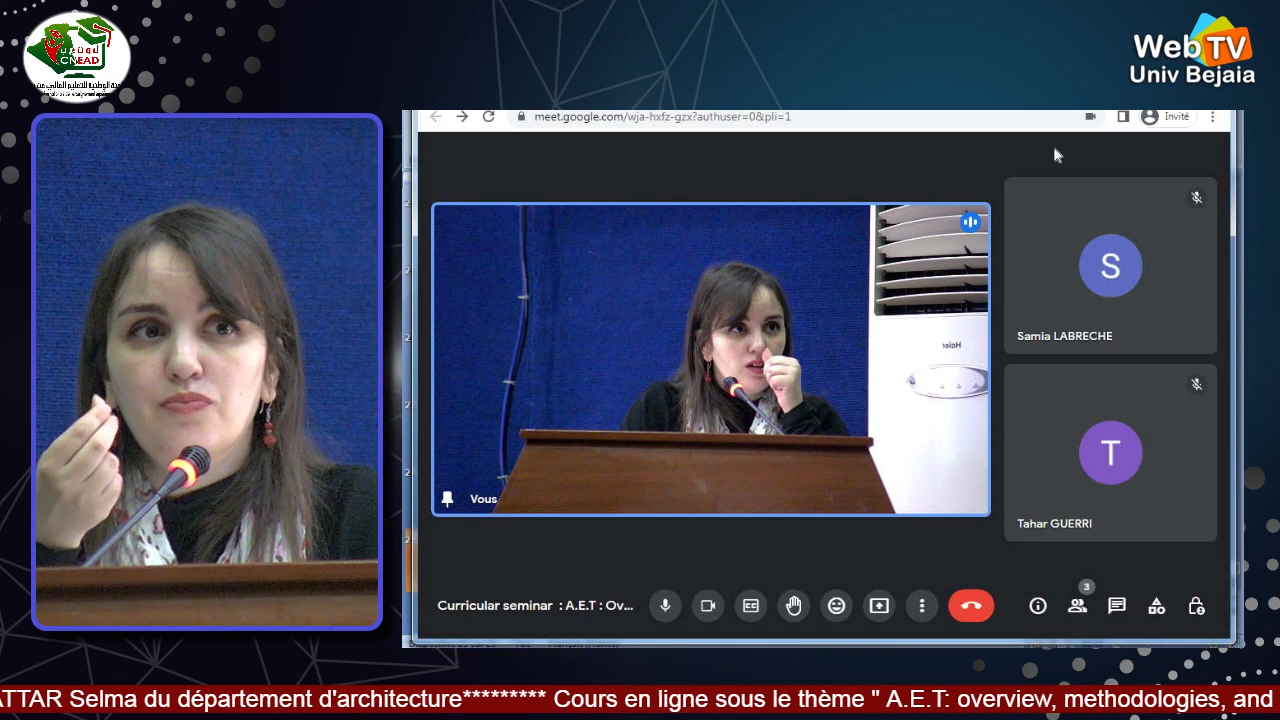 لوت ون
CNEAD
Web TV
Univ Bejaia
meet.google.com/wja-hxfz-gzx?authuser=0&pli=1
Invité
Haier
Vous
Samia LABRECHE
S
Tahar GUERRI
T
Curricular seminar : A.E.T : Ov...
3
ATTAR Selma du département d'architecture********* Cours en ligne sous le thème " A.E.T: overview, methodologies, and